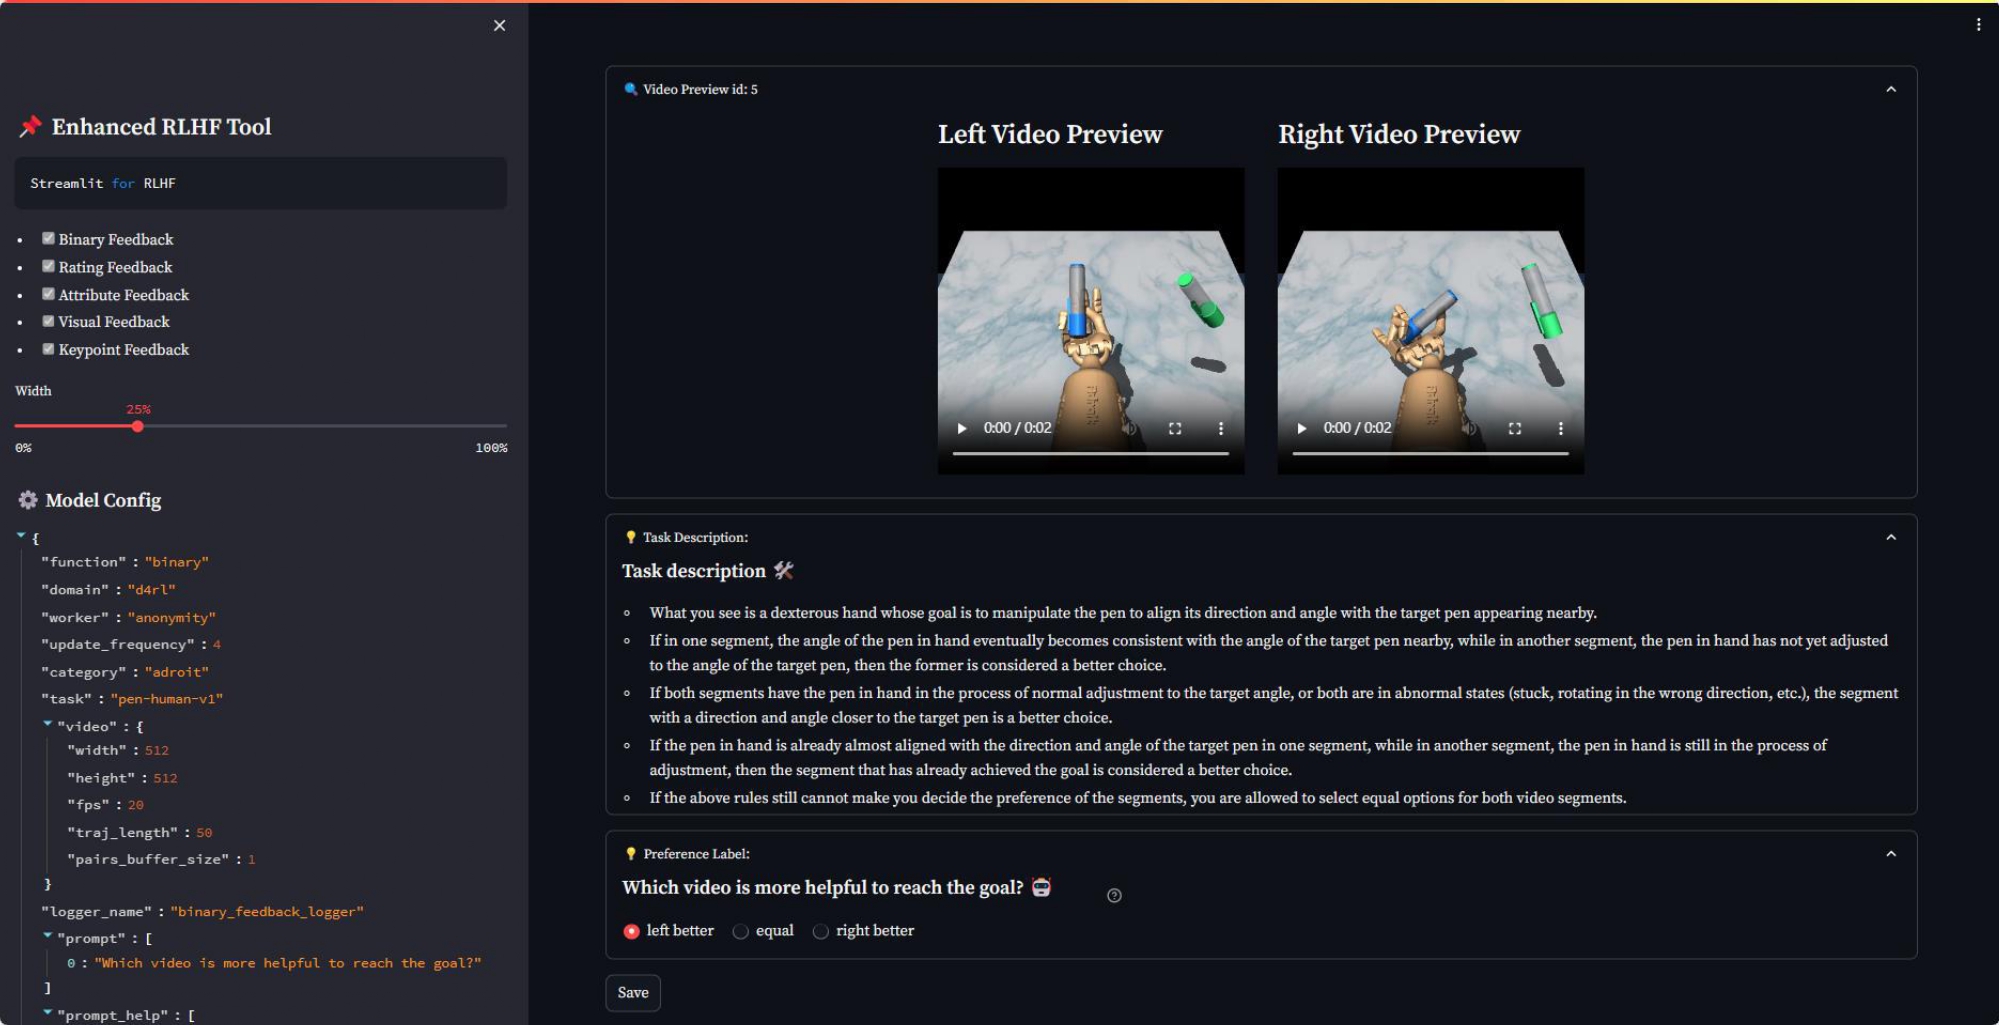 Enhanced RLHF Tool
Streamlit for RLHF
Binary Feedback
Rating Feedback
Attribute Feedback
Visual Feedback
Keypoint Feedback
Width
25%
0% 100%
Model Config
{
"function" : "binary"
"domain" : "d4rl"
"worker" : "anonymity"
"update_frequency" : 4
"category" : "adroit"
"task" : "pen-human-v1"
"video" : {
"width" : 512
"height" : 512
"fps" : 20
"traj_length" : 50
"pairs_buffer_size" : 1
}
"logger_name" : "binary_feedback_logger"
"prompt" : [
0 : "Which video is more helpful to reach the goal?"
]
"prompt_help" : [
Video Preview id: 5
Left Video Preview
Right Video Preview
0:00 / 0:02
0:00 / 0:02
Task Description:
Task description
What you see is a dexterous hand whose goal is to manipulate the pen to align its direction and angle with the target pen appearing nearby.
If in one segment, the angle of the pen in hand eventually becomes consistent with the angle of the target pen nearby, while in another segment, the pen in hand has not yet adjusted
to the angle of the target pen, then the former is considered a better choice.
If both segments have the pen in hand in the process of normal adjustment to the target angle, or both are in abnormal states (stuck, rotating in the wrong direction, etc.), the segment
with a direction and angle closer to the target pen is a better choice.
If the pen in hand is already almost aligned with the direction and angle of the target pen in one segment, while in another segment, the pen in hand is still in the process of
adjustment, then the segment that has already achieved the goal is considered a better choice.
If the above rules still cannot make you decide the preference of the segments, you are allowed to select equal options for both video segments.
Preference Label:
Which video is more helpful to reach the goal?
left better equal right better
Save